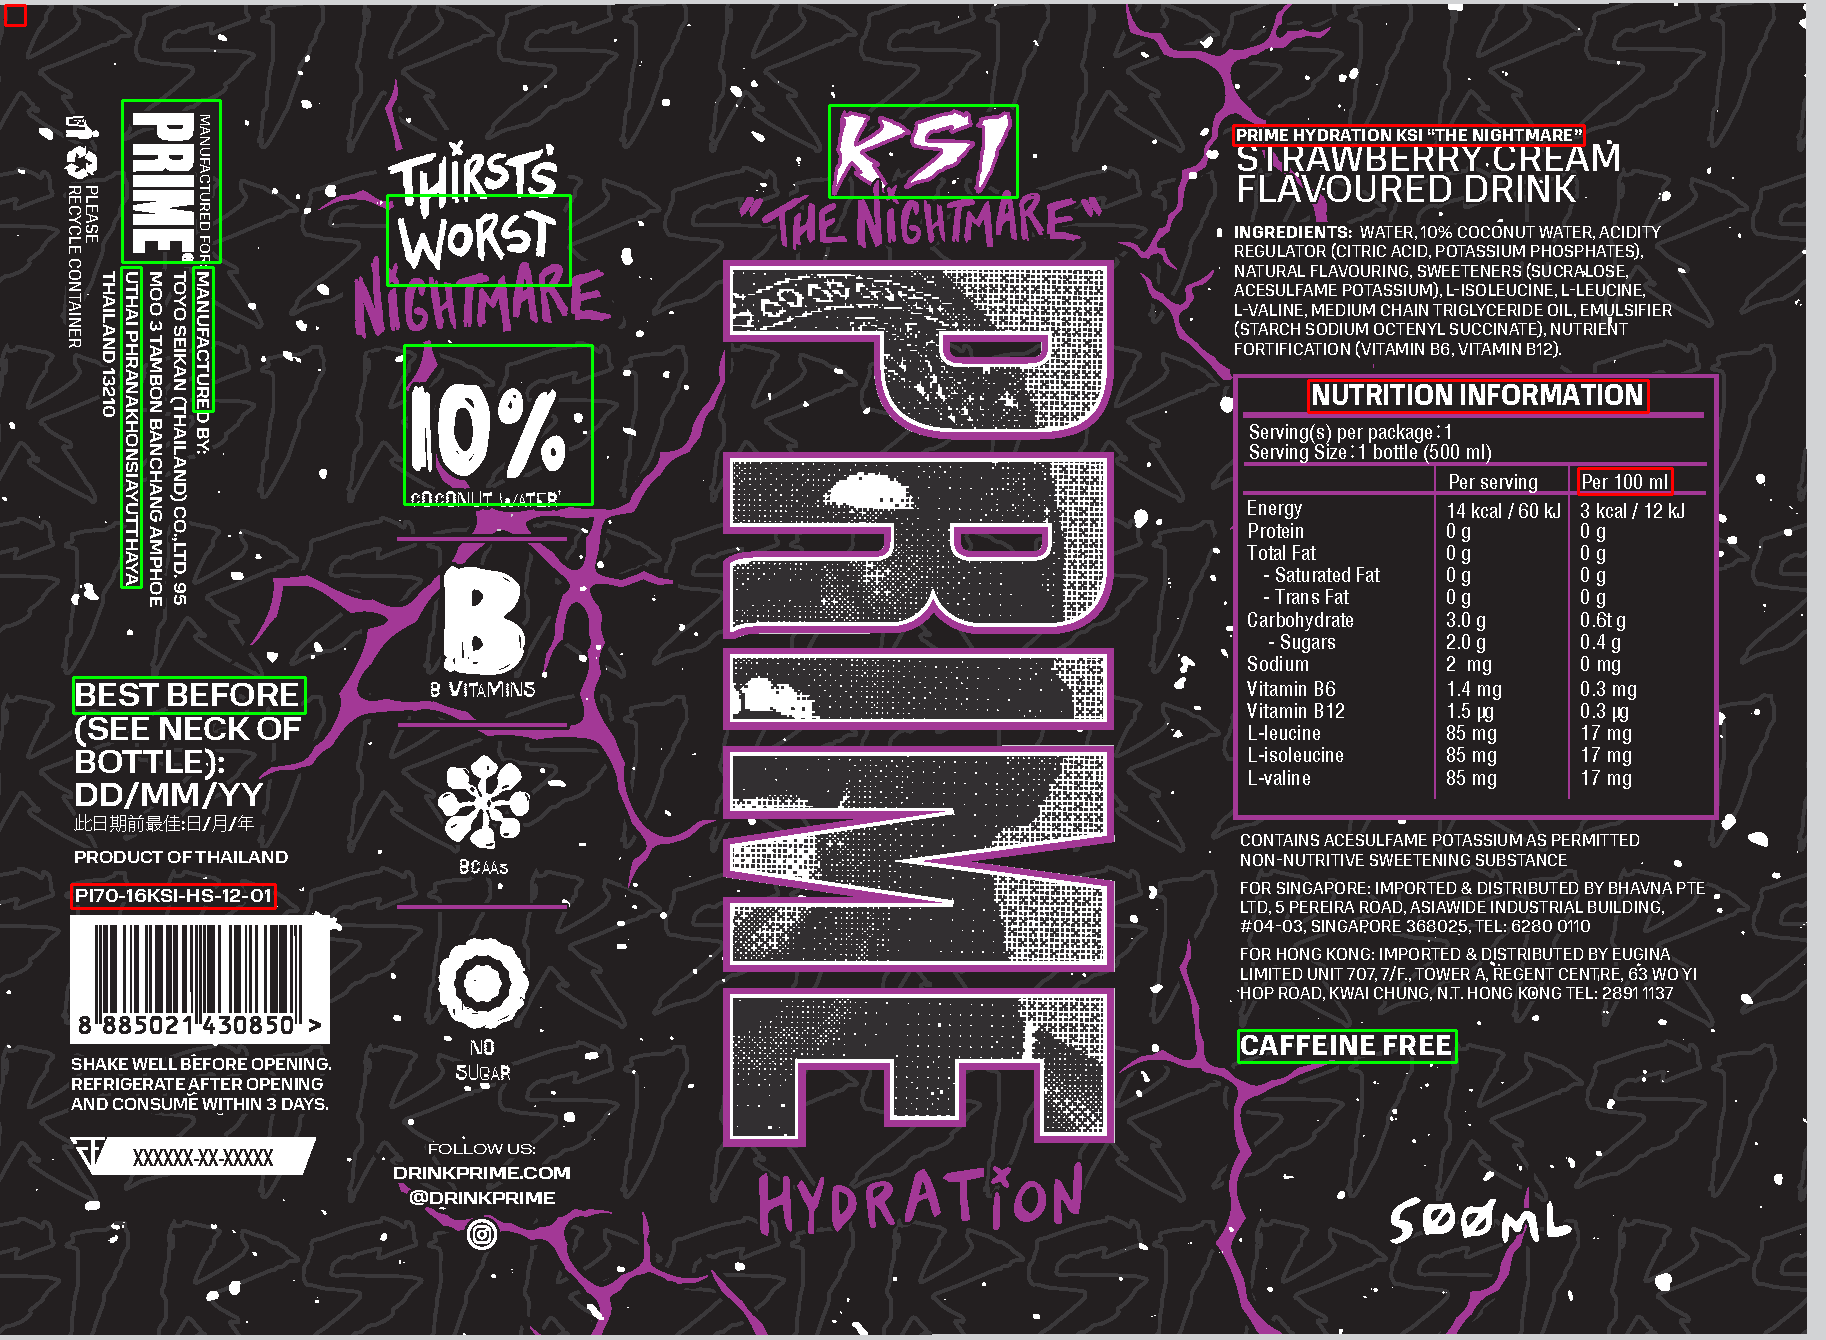 PLEASE
RECYCLE CONTAINER
MANUFACTURED FOR:
PRIME
MANUFACTURED BY:
TOYO SEIKAN (THAILAND) CO.,LTD. 95
MOO 3 TAMBON BANCHANG AMPHOE
UTHAI PHRANAKHONSIAYUTTHAYA
THAILAND 13210
BEST BEFORE
(SEE NECK OF
BOTTLE):
DD/MM/YY
此日期前最佳:日/月/年
PRODUCT OF THAILAND
PI70-16KSI-HS-12-01
8 885021 430850 >
SHAKE WELL BEFORE OPENING.
REFRIGERATE AFTER OPENING
AND CONSUME WITHIN 3 DAYS.
XXXXXX-XX-XXXXX
THIRST'S
WORST
NIGHTMARE
10%
COCONUT WATER*
B
B VITAMINS
BCAAs
NO
SUGAR
FOLLOW US:
DRINKPRIME.COM
@DRINKPRIME
KSI
"THE NIGHTMARE"
PRIME
HYDRATION
PRIME HYDRATION KSI “THE NIGHTMARE”
STRAWBERRY CREAM
FLAVOURED DRINK
INGREDIENTS: WATER, 10% COCONUT WATER, ACIDITY
REGULATOR (CITRIC ACID, POTASSIUM PHOSPHATES),
NATURAL FLAVOURING, SWEETENERS (SUCRALOSE,
ACESULFAME POTASSIUM), L-ISOLEUCINE, L-LEUCINE,
L-VALINE, MEDIUM CHAIN TRIGLYCERIDE OIL, EMULSIFIER
(STARCH SODIUM OCTENYL SUCCINATE), NUTRIENT
FORTIFICATION (VITAMIN B6, VITAMIN B12).
NUTRITION INFORMATION
Serving(s) per package: 1
Serving Size: 1 bottle (500 ml)
Per serving Per 100 ml
Energy 14 kcal / 60 kJ 3 kcal / 12 kJ
Protein 0 g 0 g
Total Fat 0 g 0 g
- Saturated Fat 0 g 0 g
- Trans Fat 0 g 0 g
Carbohydrate 3.0 g 0.6t g
- Sugars 2.0 g 0.4 g
Sodium 2 mg 0 mg
Vitamin B6 1.4 mg 0.3 mg
Vitamin B12 1.5 µg 0.3 µg
L-leucine 85 mg 17 mg
L-isoleucine 85 mg 17 mg
L-valine 85 mg 17 mg
CONTAINS ACESULFAME POTASSIUM AS PERMITTED
NON-NUTRITIVE SWEETENING SUBSTANCE
FOR SINGAPORE: IMPORTED & DISTRIBUTED BY BHAVNA PTE
LTD, 5 PEREIRA ROAD, ASIAWIDE INDUSTRIAL BUILDING,
#04-03, SINGAPORE 368025, TEL: 6280 0110
FOR HONG KONG: IMPORTED & DISTRIBUTED BY EUGINA
LIMITED UNIT 707, 7/F., TOWER A, REGENT CENTRE, 63 WO YI
HOP ROAD, KWAI CHUNG, N.T. HONG KONG TEL: 2891 1137
CAFFEINE FREE
500ML